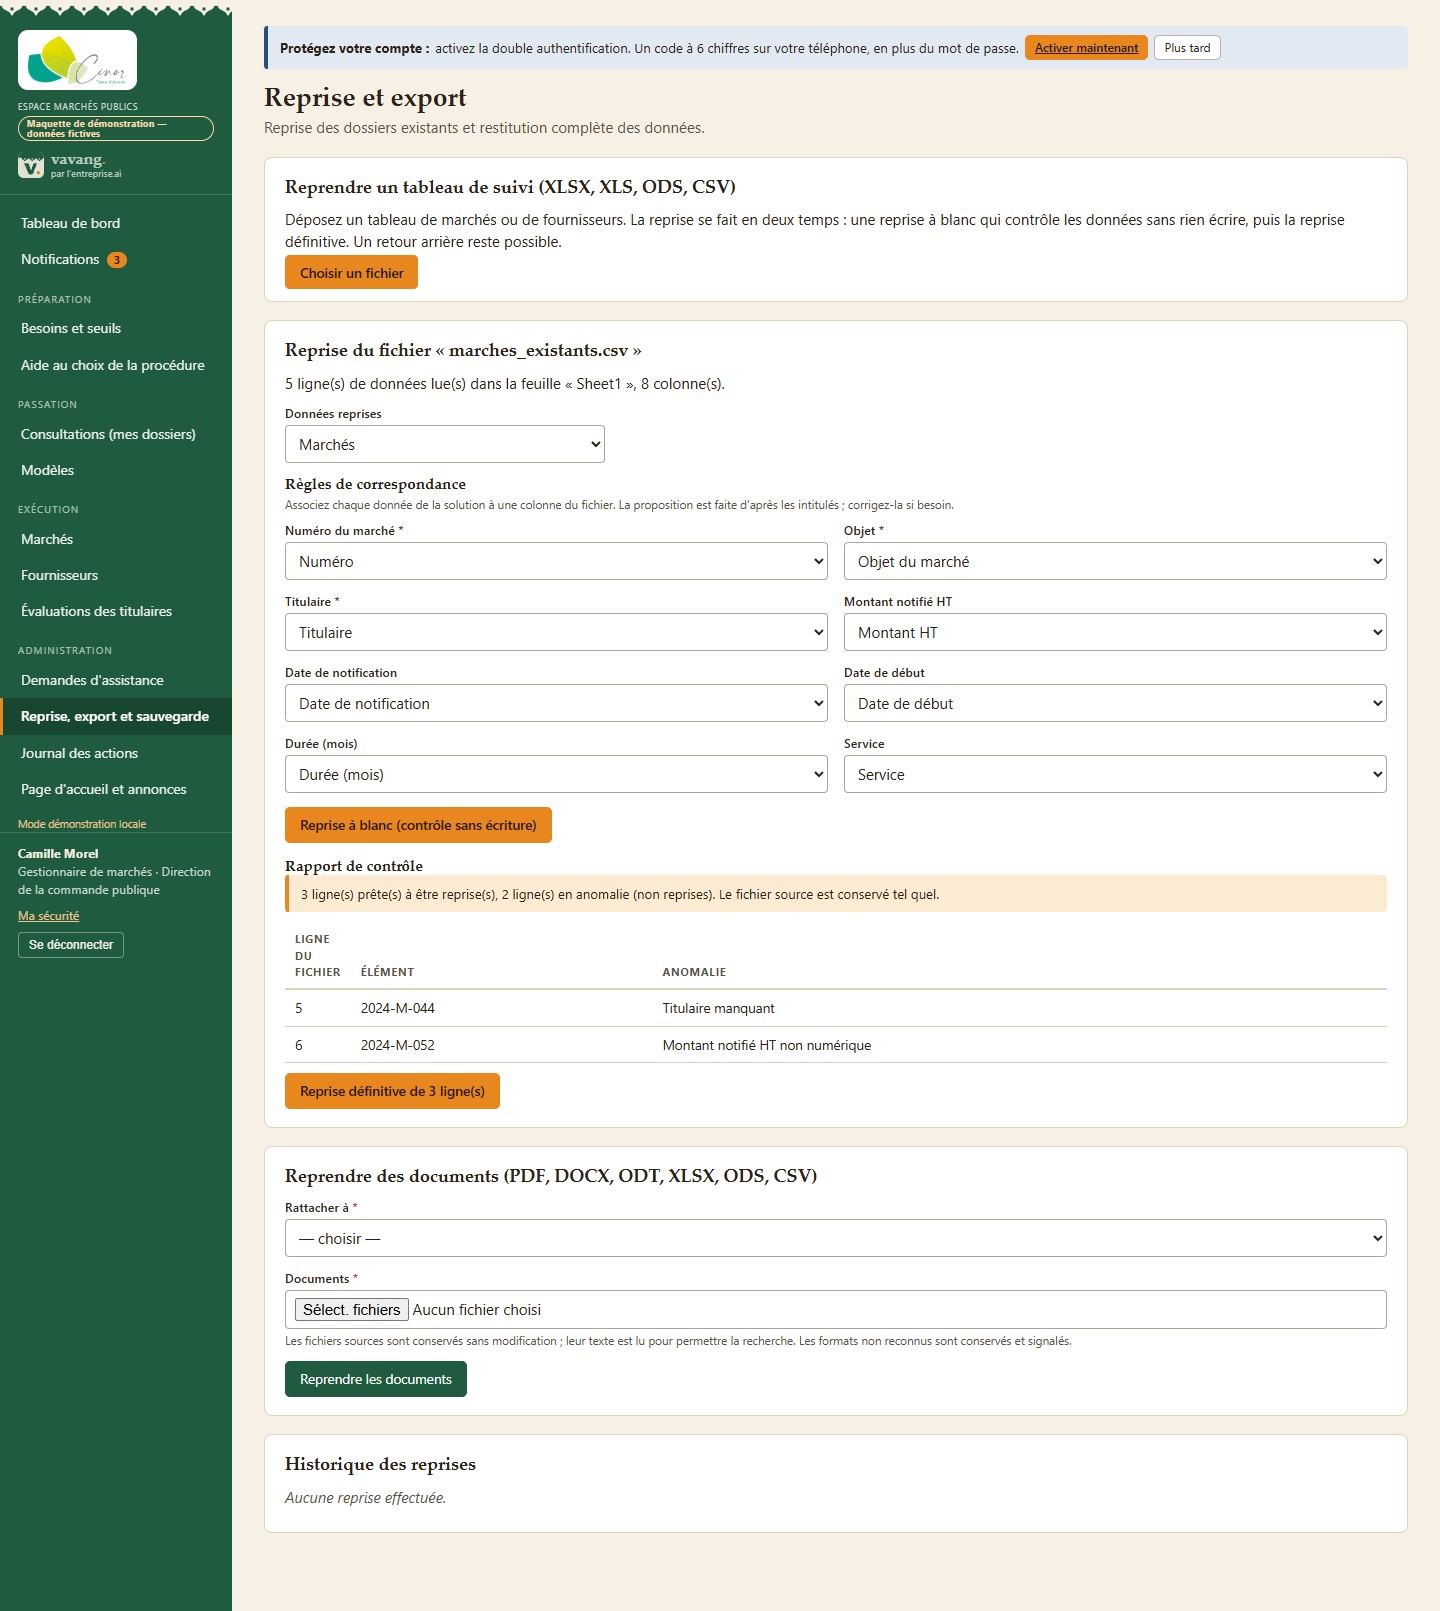 Cinor
Terre d'Avenir
ESPACE MARCHÉS PUBLICS
Maquette de démonstration —
données fictives
v.
vavang.
par l'entreprise.ai
Tableau de bord
Notifications 3
PRÉPARATION
Besoins et seuils
Aide au choix de la procédure
PASSATION
Consultations (mes dossiers)
Modèles
EXÉCUTION
Marchés
Fournisseurs
Évaluations des titulaires
ADMINISTRATION
Demandes d'assistance
Reprise, export et sauvegarde
Journal des actions
Page d'accueil et annonces
Mode démonstration locale
Camille Morel
Gestionnaire de marchés · Direction
de la commande publique
Ma sécurité
Se déconnecter
Protégez votre compte : activez la double authentification. Un code à 6 chiffres sur votre téléphone, en plus du mot de passe. Activer maintenant Plus tard
Reprise et export
Reprise des dossiers existants et restitution complète des données.
Reprendre un tableau de suivi (XLSX, XLS, ODS, CSV)
Déposez un tableau de marchés ou de fournisseurs. La reprise se fait en deux temps : une reprise à blanc qui contrôle les données sans rien écrire, puis la reprise
définitive. Un retour arrière reste possible.
Choisir un fichier
Reprise du fichier « marches_existants.csv »
5 ligne(s) de données lue(s) dans la feuille « Sheet1 », 8 colonne(s).
Données reprises
Marchés
Règles de correspondance
Associez chaque donnée de la solution à une colonne du fichier. La proposition est faite d'après les intitulés ; corrigez-la si besoin.
Numéro du marché * Objet *
Numéro Objet du marché
Titulaire * Montant notifié HT
Titulaire Montant HT
Date de notification Date de début
Date de notification Date de début
Durée (mois) Service
Durée (mois) Service
Reprise à blanc (contrôle sans écriture)
Rapport de contrôle
3 ligne(s) prête(s) à être reprise(s), 2 ligne(s) en anomalie (non reprises). Le fichier source est conservé tel quel.
LIGNE
DU
FICHIER ÉLÉMENT ANOMALIE
5 2024-M-044 Titulaire manquant
6 2024-M-052 Montant notifié HT non numérique
Reprise définitive de 3 ligne(s)
Reprendre des documents (PDF, DOCX, ODT, XLSX, ODS, CSV)
Rattacher à *
— choisir —
Documents *
Sélect. fichiers Aucun fichier choisi
Les fichiers sources sont conservés sans modification ; leur texte est lu pour permettre la recherche. Les formats non reconnus sont conservés et signalés.
Reprendre les documents
Historique des reprises
Aucune reprise effectuée.